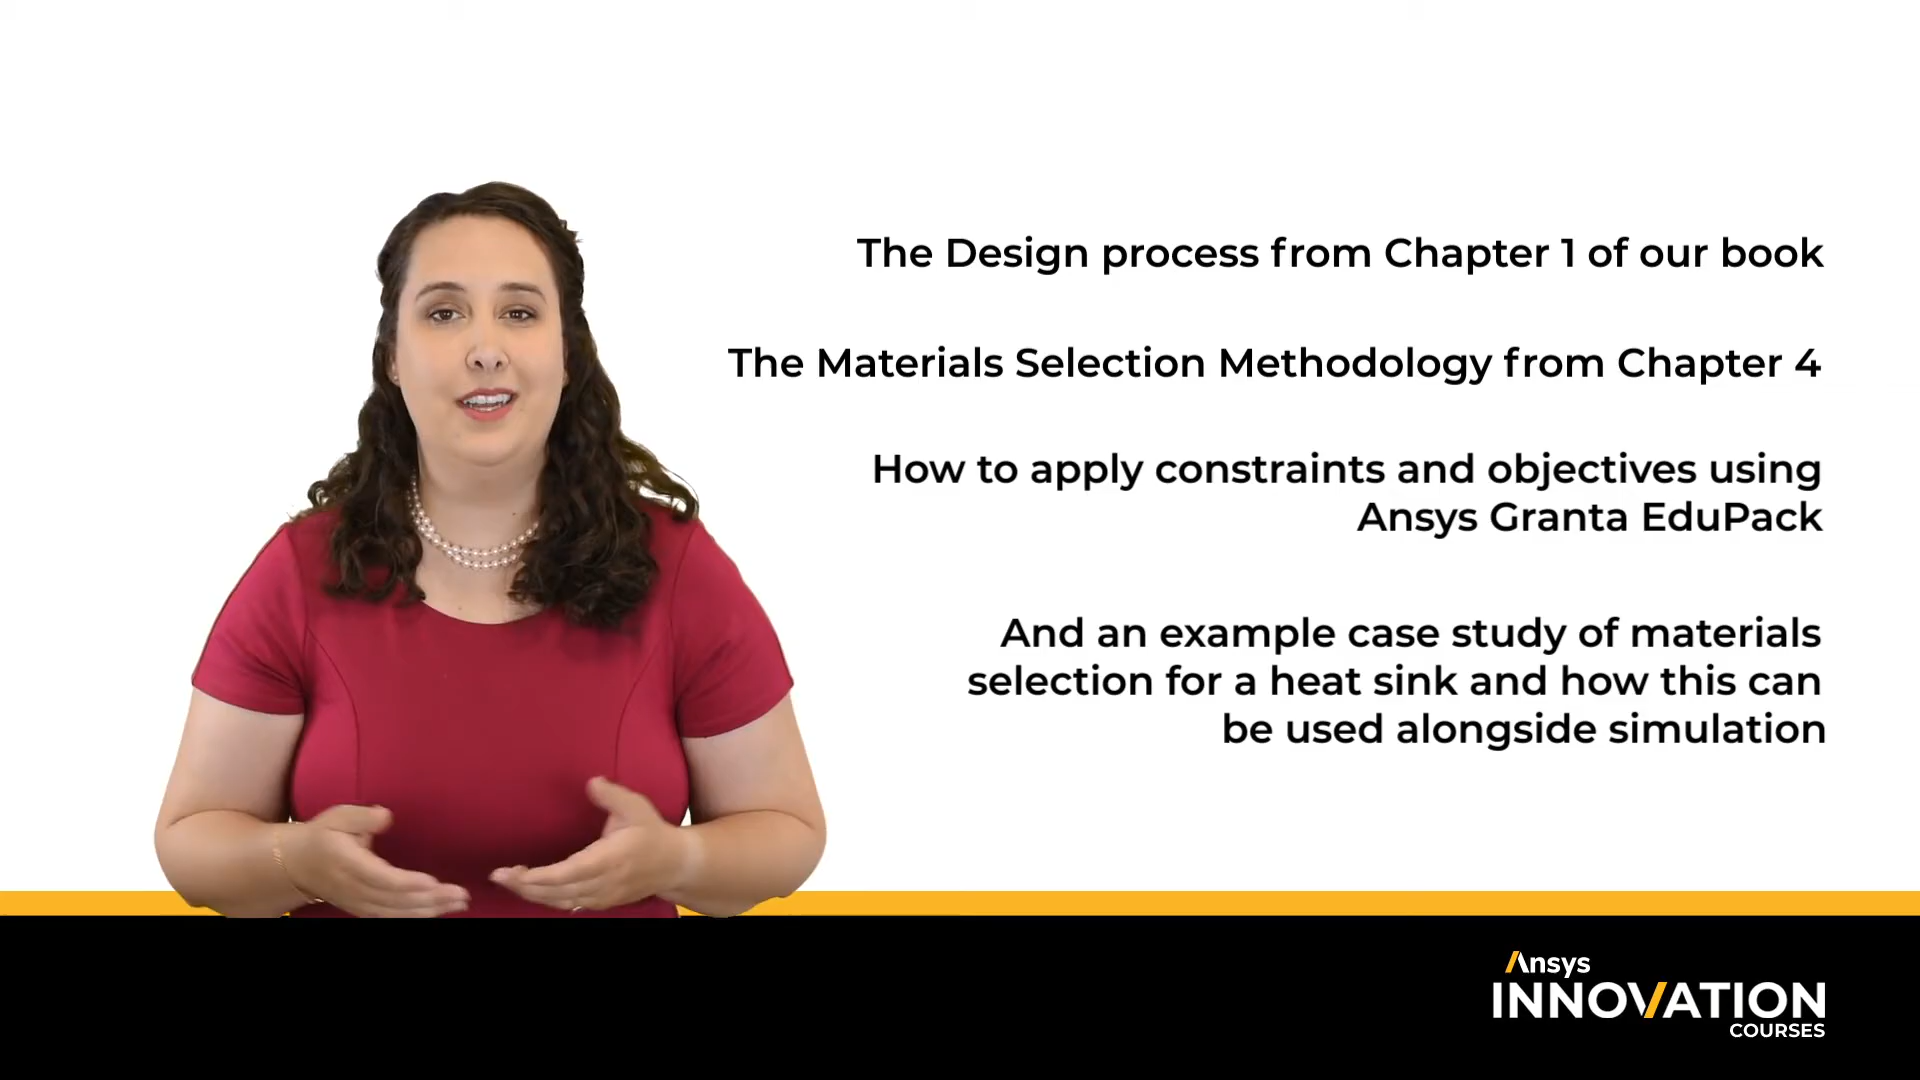 The Design process from Chapter 1 of our book
The Materials Selection Methodology from Chapter 4
How to apply constraints and objectives using
Ansys Granta EduPack
And an example case study of materials
selection for a heat sink and how this can
be used alongside simulation
Ansys
INNOVATION
COURSES